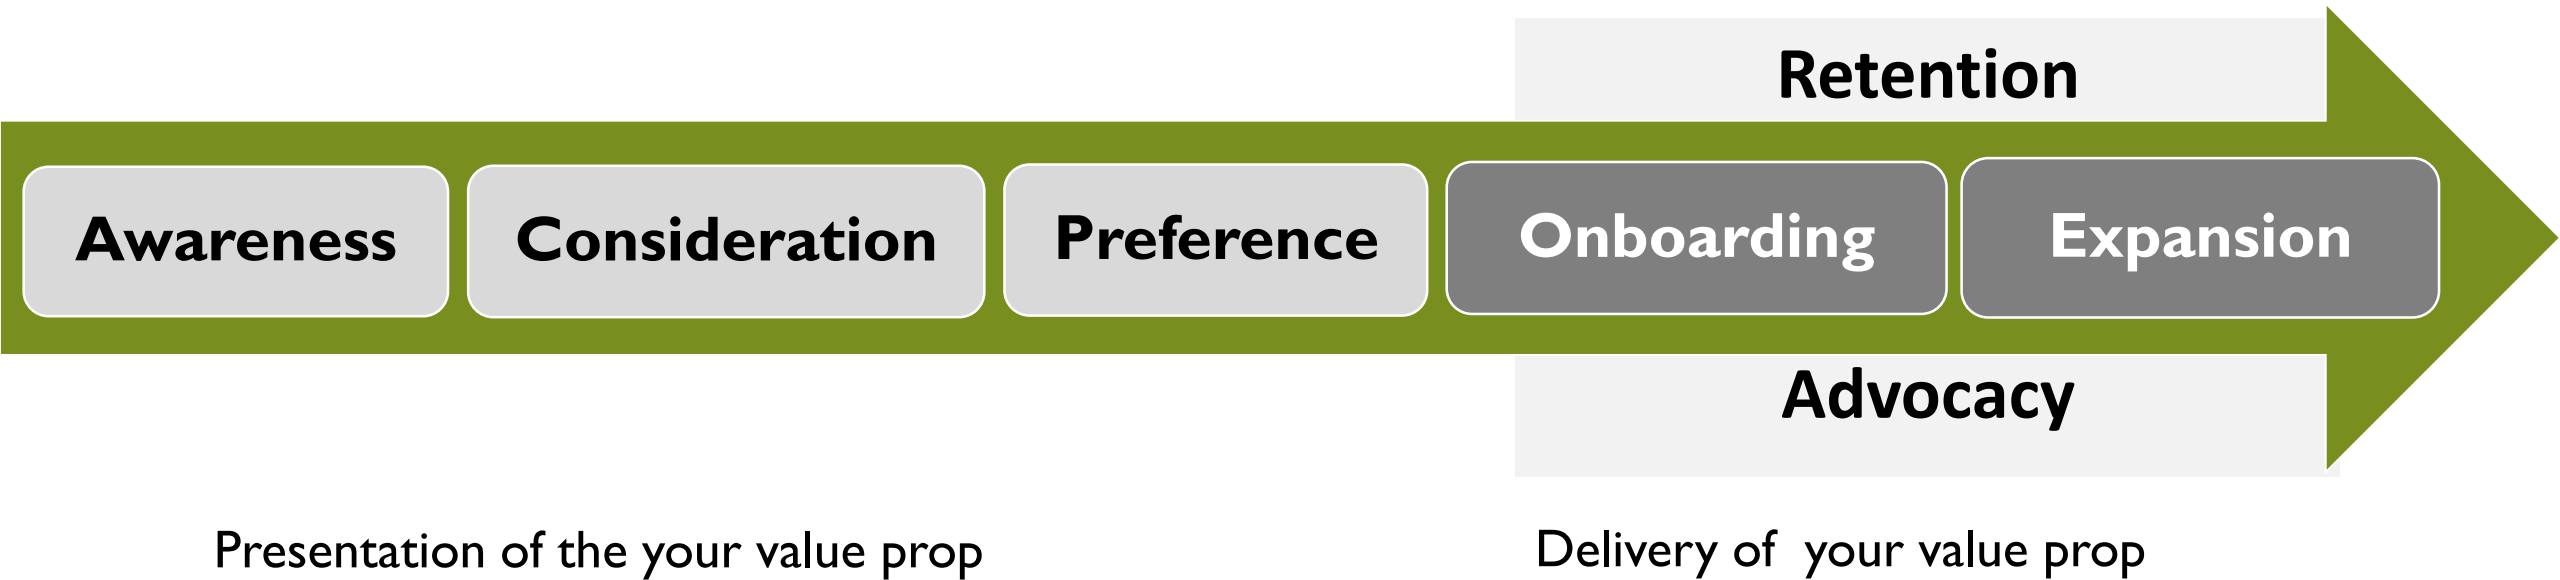 Retention
Awareness Consideration Preference Onboarding Expansion
Advocacy
Presentation of the your value prop
Delivery of your value prop